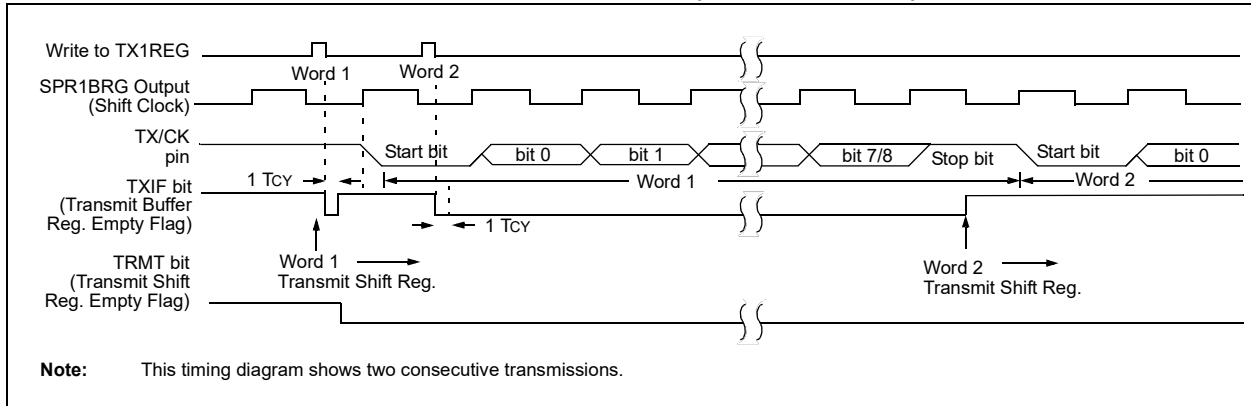 Write to TX1REG
Word 1
Word 2
SPR1BRG Output
(Shift Clock)
TX/CK
pin
Start bit
bit 0
bit 1
bit 7/8
Stop bit
Start bit
bit 0
1 TCY
Word 1
Word 2
TXIF bit
(Transmit Buffer
Reg. Empty Flag)
1 TCY
Word 1
Transmit Shift Reg.
Word 2
Transmit Shift Reg.
TRMT bit
(Transmit Shift
Reg. Empty Flag)
Note: This timing diagram shows two consecutive transmissions.